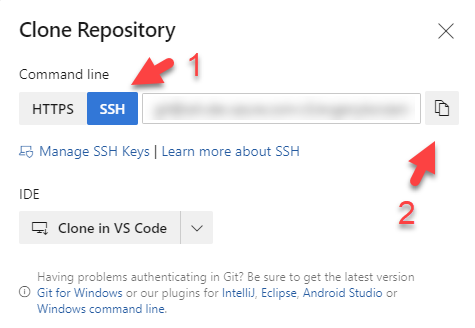 Clone Repository
Command line
1
HTTPS
SSH
Manage SSH Keys | Learn more about SSH
2
IDE
Clone in VS Code
Having problems authenticating in Git? Be sure to get the latest version
Git for Windows or our plugins for IntelliJ, Eclipse, Android Studio or
Windows command line.